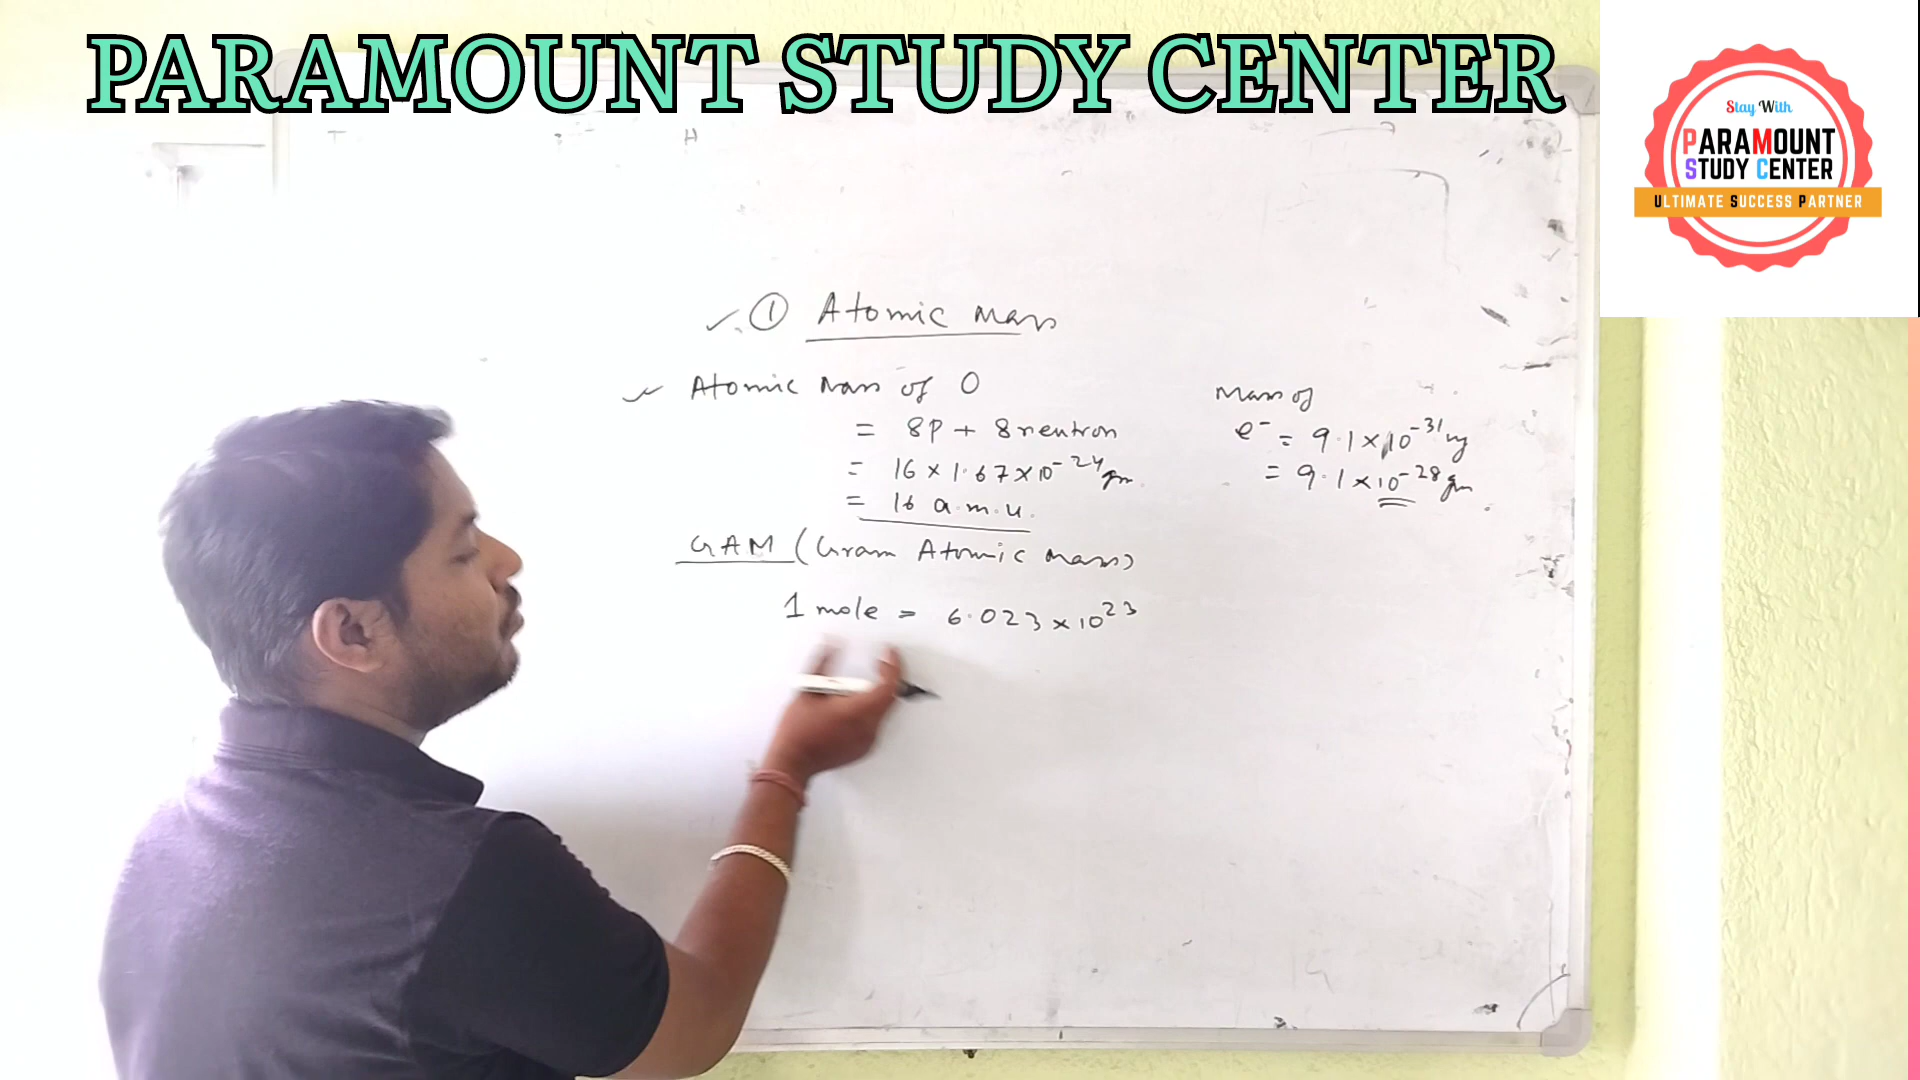 PARAMOUNT STUDY CENTER
Stay With
PARAMOUNT
STUDY CENTER
ULTIMATE SUCCESS PARTNER
① Atomic Mass
Atomic Mass of O
= 8P + 8 neutron
= 16 × 1.67 × 10⁻²⁴ gm
= 16 a.m.u.
GAM (Gram Atomic Mass)
1 mole = 6.023 × 10²³
Mass of
e⁻ = 9.1 × 10⁻³¹ kg
= 9.1 × 10⁻²⁸ gm